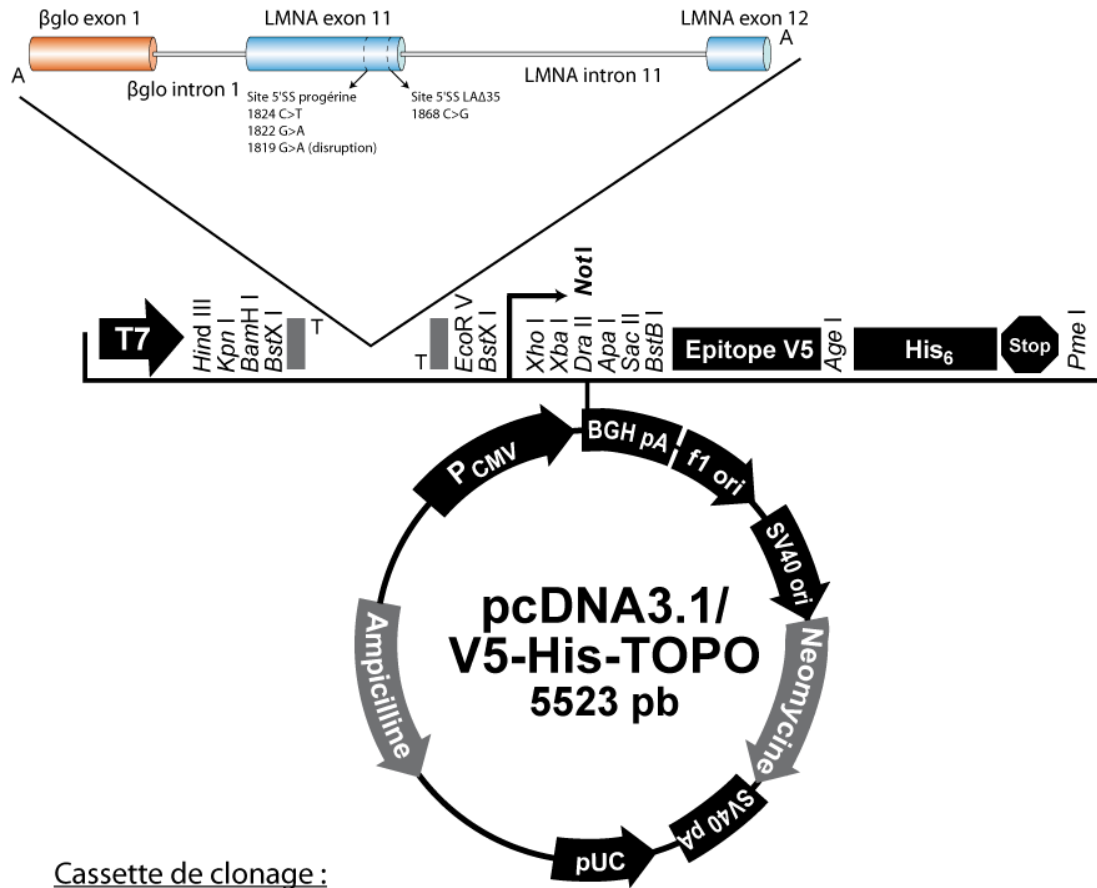 βglo exon 1
LMNA exon 11
LMNA exon 12
A
A
βglo intron 1
LMNA intron 11
Site 5'SS progérine
1824 C>T
1822 G>A
1819 G>A (disruption)
Site 5'SS LAΔ35
1868 C>G
T7
Hind III
Kpn I
BamH I
BstX I
T
T
EcoR V
BstX I
Xho I
Xba I
Dra II
Not I
Apa I
Sac II
BstB I
Epitope V5
Age I
His6
Stop
Pme I
PCMV
BGH pA
f1 ori
SV40 ori
Neomycine
SV40 pA
pUC
Ampicilline
pcDNA3.1/
V5-His-TOPO
5523 pb
Cassette de clonage :